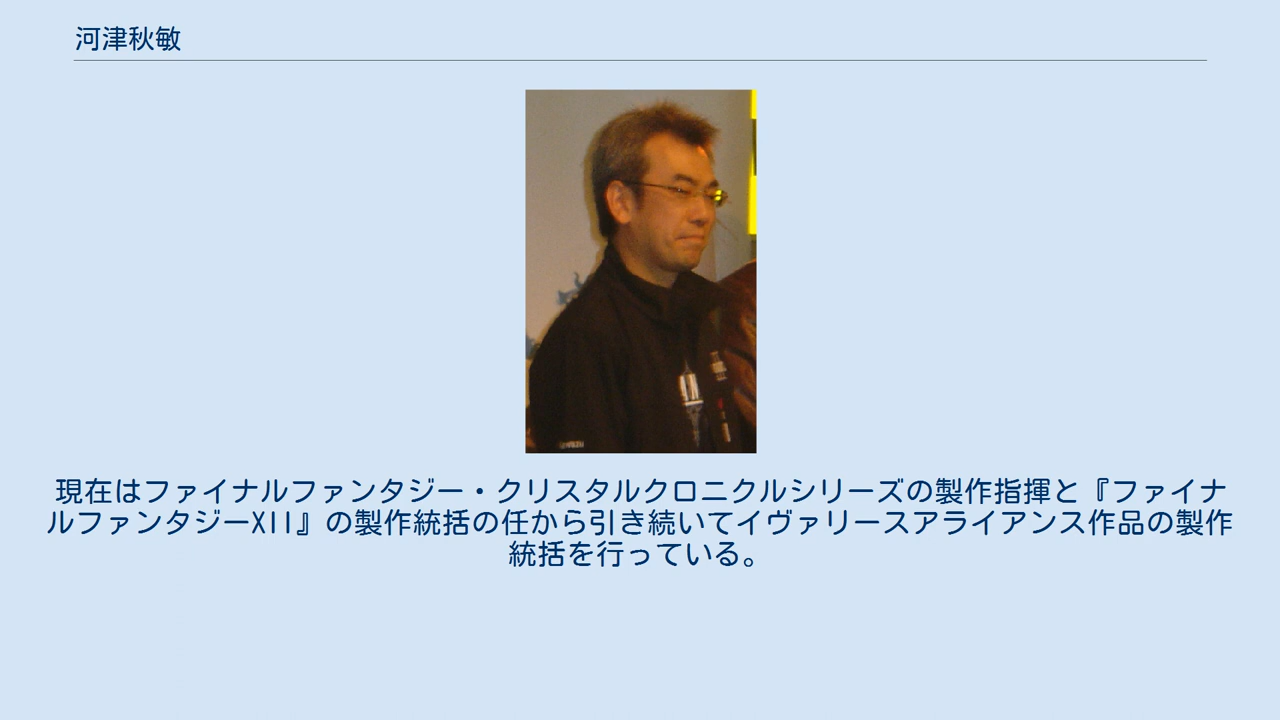 河津秋敏
現在はファイナルファンタジー・クリスタルクロニクルシリーズの製作指揮と『ファイナ
ルファンタジーXII』の製作統括の任から引き続いてイヴァリースアライアンス作品の製作
統括を行っている。